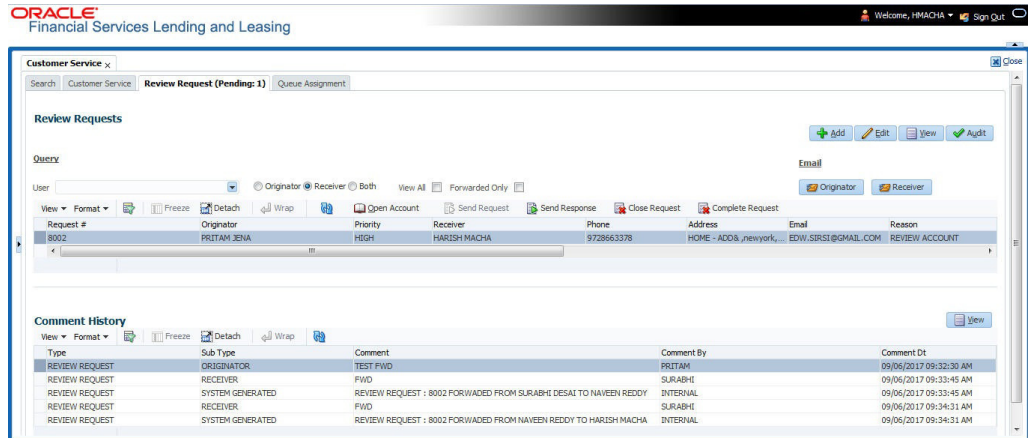 ORACLE
Financial Services Lending and Leasing
Welcome, HMACHA Sign Out
Customer Service x
Close
Search Customer Service Review Request (Pending: 1) Queue Assignment
Review Requests
Add Edit View Audit
Query
Email
User Originator Receiver Both View All Forwarded Only
Originator Receiver
View Format Freeze Detach Wrap Open Account Send Request Send Response Close Request Complete Request
Request # Originator Priority Receiver Phone Address Email Reason
8002 PRITAM JENA HIGH HARISH MACHA 9728663378 HOME - ADD& ,newyork,... EDW.SIRSI@GMAIL.COM REVIEW ACCOUNT
Comment History
View
View Format Freeze Detach Wrap
Type Sub Type Comment Comment By Comment Dt
REVIEW REQUEST ORIGINATOR TEST FWD PRITAM 09/06/2017 09:32:30 AM
REVIEW REQUEST RECEIVER FWD SURABHI 09/06/2017 09:33:45 AM
REVIEW REQUEST SYSTEM GENERATED REVIEW REQUEST : 8002 FORWADED FROM SURABHI DESAI TO NAVEEN REDDY INTERNAL 09/06/2017 09:33:45 AM
REVIEW REQUEST RECEIVER FWD SURABHI 09/06/2017 09:34:31 AM
REVIEW REQUEST SYSTEM GENERATED REVIEW REQUEST : 8002 FORWADED FROM NAVEEN REDDY TO HARISH MACHA INTERNAL 09/06/2017 09:34:31 AM